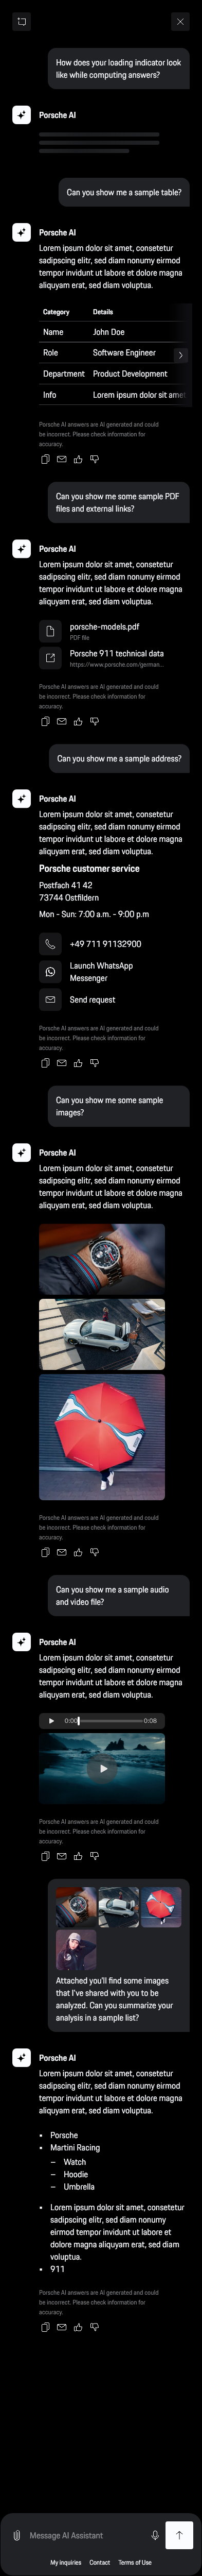 How does your loading indicator look
like while computing answers?
Porsche AI
Can you show me a sample table?
Porsche AI
Lorem ipsum dolor sit amet, consetetur
sadipscing elitr, sed diam nonumy eirmod
tempor invidunt ut labore et dolore magna
aliquyam erat, sed diam voluptua.
Category Details
Name John Doe
Role Software Engineer
Department Product Development
Info Lorem ipsum dolor sit amet
Porsche AI answers are AI generated and could
be incorrect. Please check information for
accuracy.
Can you show me some sample PDF
files and external links?
Porsche AI
Lorem ipsum dolor sit amet, consetetur
sadipscing elitr, sed diam nonumy eirmod
tempor invidunt ut labore et dolore magna
aliquyam erat, sed diam voluptua.
porsche-models.pdf
PDF file
Porsche 911 technical data
https://www.porsche.com/german...
Porsche AI answers are AI generated and could
be incorrect. Please check information for
accuracy.
Can you show me a sample address?
Porsche AI
Lorem ipsum dolor sit amet, consetetur
sadipscing elitr, sed diam nonumy eirmod
tempor invidunt ut labore et dolore magna
aliquyam erat, sed diam voluptua.
Porsche customer service
Postfach 41 42
73744 Ostfildern
Mon - Sun: 7:00 a.m. - 9:00 p.m
+49 711 91132900
Launch WhatsApp
Messenger
Send request
Porsche AI answers are AI generated and could
be incorrect. Please check information for
accuracy.
Can you show me some sample
images?
Porsche AI
Lorem ipsum dolor sit amet, consetetur
sadipscing elitr, sed diam nonumy eirmod
tempor invidunt ut labore et dolore magna
aliquyam erat, sed diam voluptua.
Porsche AI answers are AI generated and could
be incorrect. Please check information for
accuracy.
Can you show me a sample audio
and video file?
Porsche AI
Lorem ipsum dolor sit amet, consetetur
sadipscing elitr, sed diam nonumy eirmod
tempor invidunt ut labore et dolore magna
aliquyam erat, sed diam voluptua.
0:00 0:08
Porsche AI answers are AI generated and could
be incorrect. Please check information for
accuracy.
Attached you'll find some images
that I've shared with you to be
analyzed. Can you summarize your
analysis in a sample list?
Porsche AI
Lorem ipsum dolor sit amet, consetetur
sadipscing elitr, sed diam nonumy eirmod
tempor invidunt ut labore et dolore magna
aliquyam erat, sed diam voluptua.
• Porsche
• Martini Racing
– Watch
– Hoodie
– Umbrella
• Lorem ipsum dolor sit amet, consetetur
sadipscing elitr, sed diam nonumy
eirmod tempor invidunt ut labore et
dolore magna aliquyam erat, sed diam
voluptua.
• 911
Porsche AI answers are AI generated and could
be incorrect. Please check information for
accuracy.
Message AI Assistant
My inquiries Contact Terms of Use